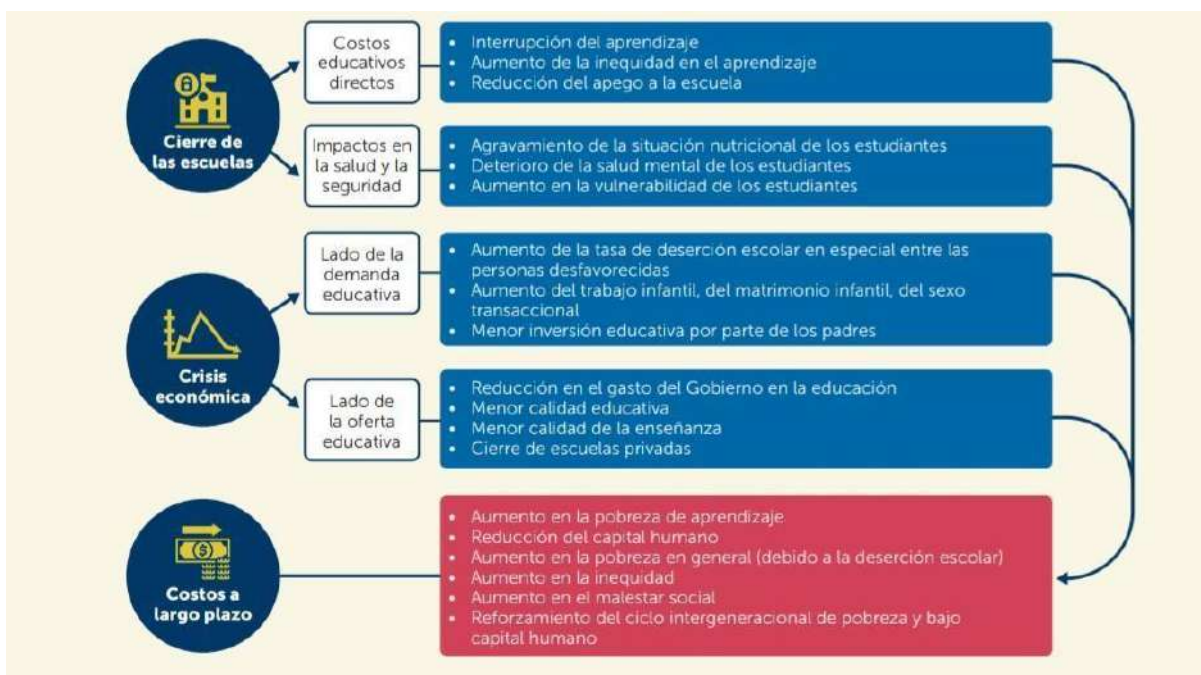 Cierre de
las escuelas
Costos
educativos
directos
• Interrupción del aprendizaje
• Aumento de la inequidad en el aprendizaje
• Reducción del apego a la escuela
Impactos en
la salud y la
seguridad
• Agravamiento de la situación nutricional de los estudiantes
• Deterioro de la salud mental de los estudiantes
• Aumento en la vulnerabilidad de los estudiantes
Crisis
económica
Lado de la
demanda
educativa
• Aumento de la tasa de deserción escolar en especial entre las
personas desfavorecidas
• Aumento del trabajo infantil, del matrimonio infantil, del sexo
transaccional
• Menor inversión educativa por parte de los padres
Lado de
la oferta
educativa
• Reducción en el gasto del Gobierno en la educación
• Menor calidad educativa
• Menor calidad de la enseñanza
• Cierre de escuelas privadas
Costos a
largo plazo
• Aumento en la pobreza de aprendizaje
• Reducción del capital humano
• Aumento en la pobreza en general (debido a la deserción escolar)
• Aumento en la inequidad
• Aumento en el malestar social
• Reforzamiento del ciclo intergeneracional de pobreza y bajo
capital humano